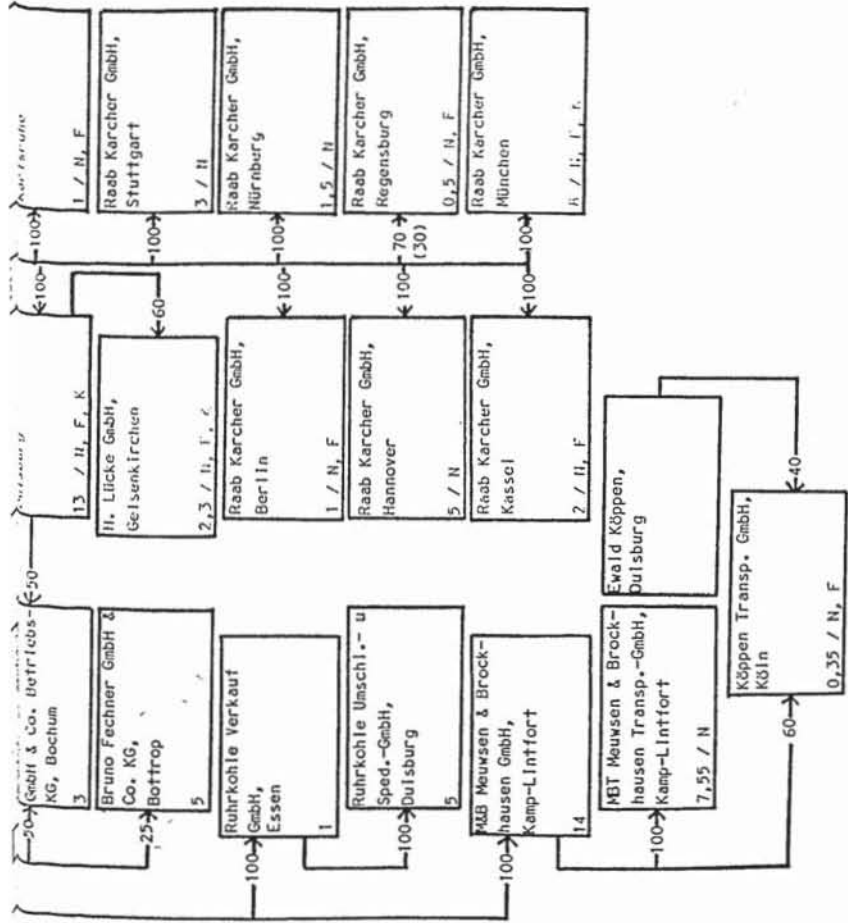 -50→
GmbH & Co. Betriebs-
KG, Bochum
3
←50-
-25→
Bruno Fechner GmbH &
Co. KG,
Bottrop
5
-100→
Ruhrkohle Verkauf
GmbH,
Essen
1
-100→
Ruhrkohle Umschl.- u
Sped.-GmbH,
Duisburg
5
-100→
M&B Meuwsen & Brock-
hausen GmbH,
Kamp-Lintfort
14
-100→
MBT Meuwsen & Brock-
hausen Transp.-GmbH,
Kamp-Lintfort
7,55 / N
60
Köppen Transp. GmbH,
Köln
0,35 / N, F
-40-
Ewald Köppen,
Duisburg
13 / N, F, K
←100-
H. Lücke GmbH,
Gelsenkirchen
2,3 / N, F,
←60-
Raab Karcher GmbH,
Berlin
1 / N, F
←100-
Raab Karcher GmbH,
Hannover
5 / N
←100-
Raab Karcher GmbH,
Kassel
2 / N, F
←100-
-100→
Karlsruhe
1 / N, F
-100→
Raab Karcher GmbH,
Stuttgart
3 / N
-100→
Raab Karcher GmbH,
Nürnberg
1,5 / N
70
(30)
Raab Karcher GmbH,
Regensburg
0,5 / N, F
-100→
Raab Karcher GmbH,
München